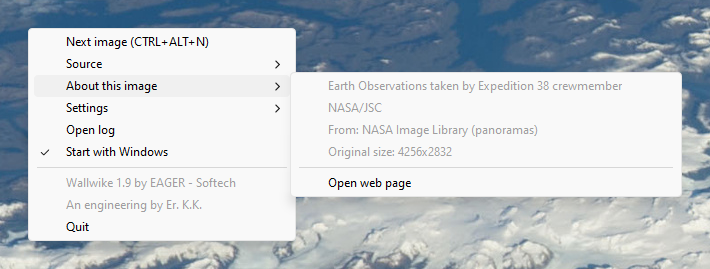 Next image (CTRL+ALT+N)
Source
About this image
Settings
Open log
Start with Windows
Wallwike 1.9 by EAGER - Softech
An engineering by Er. K.K.
Quit
Earth Observations taken by Expedition 38 crewmember
NASA/JSC
From: NASA Image Library (panoramas)
Original size: 4256x2832
Open web page